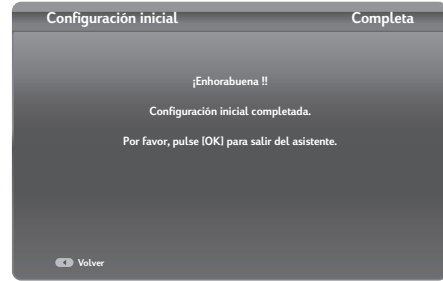 Configuración inicial Completa
¡Enhorabuena !!
Configuración inicial completada.
Por favor, pulse [OK] para salir del asistente.
Volver